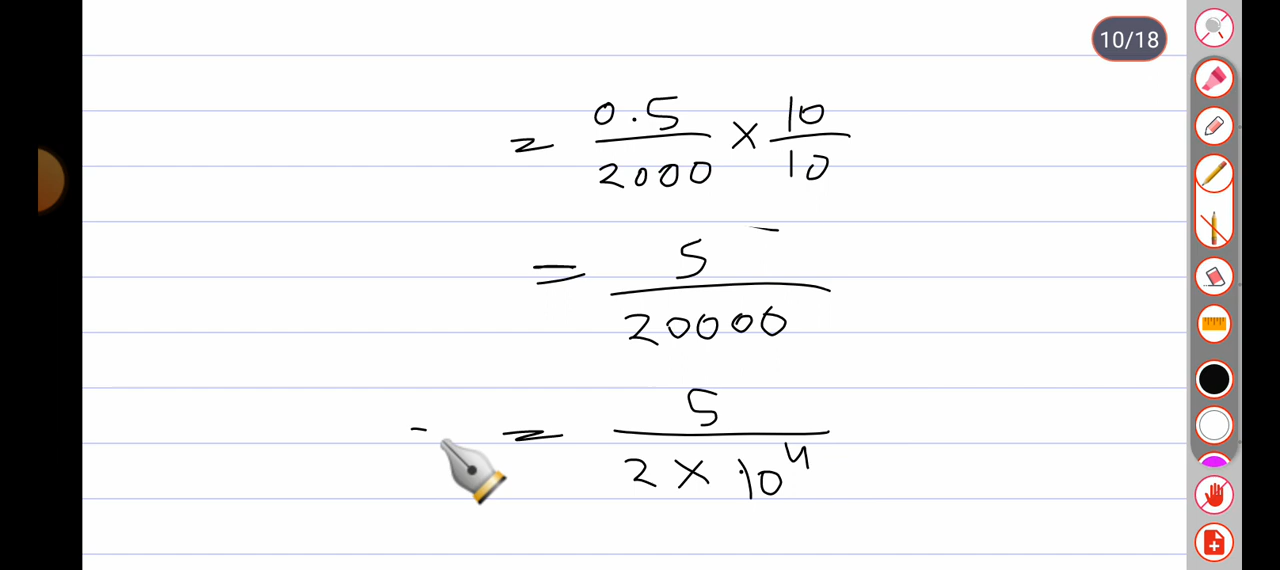 10/18
= 0.5/2000 × 10/10
= 5/20000
= 5/2 × 10⁴